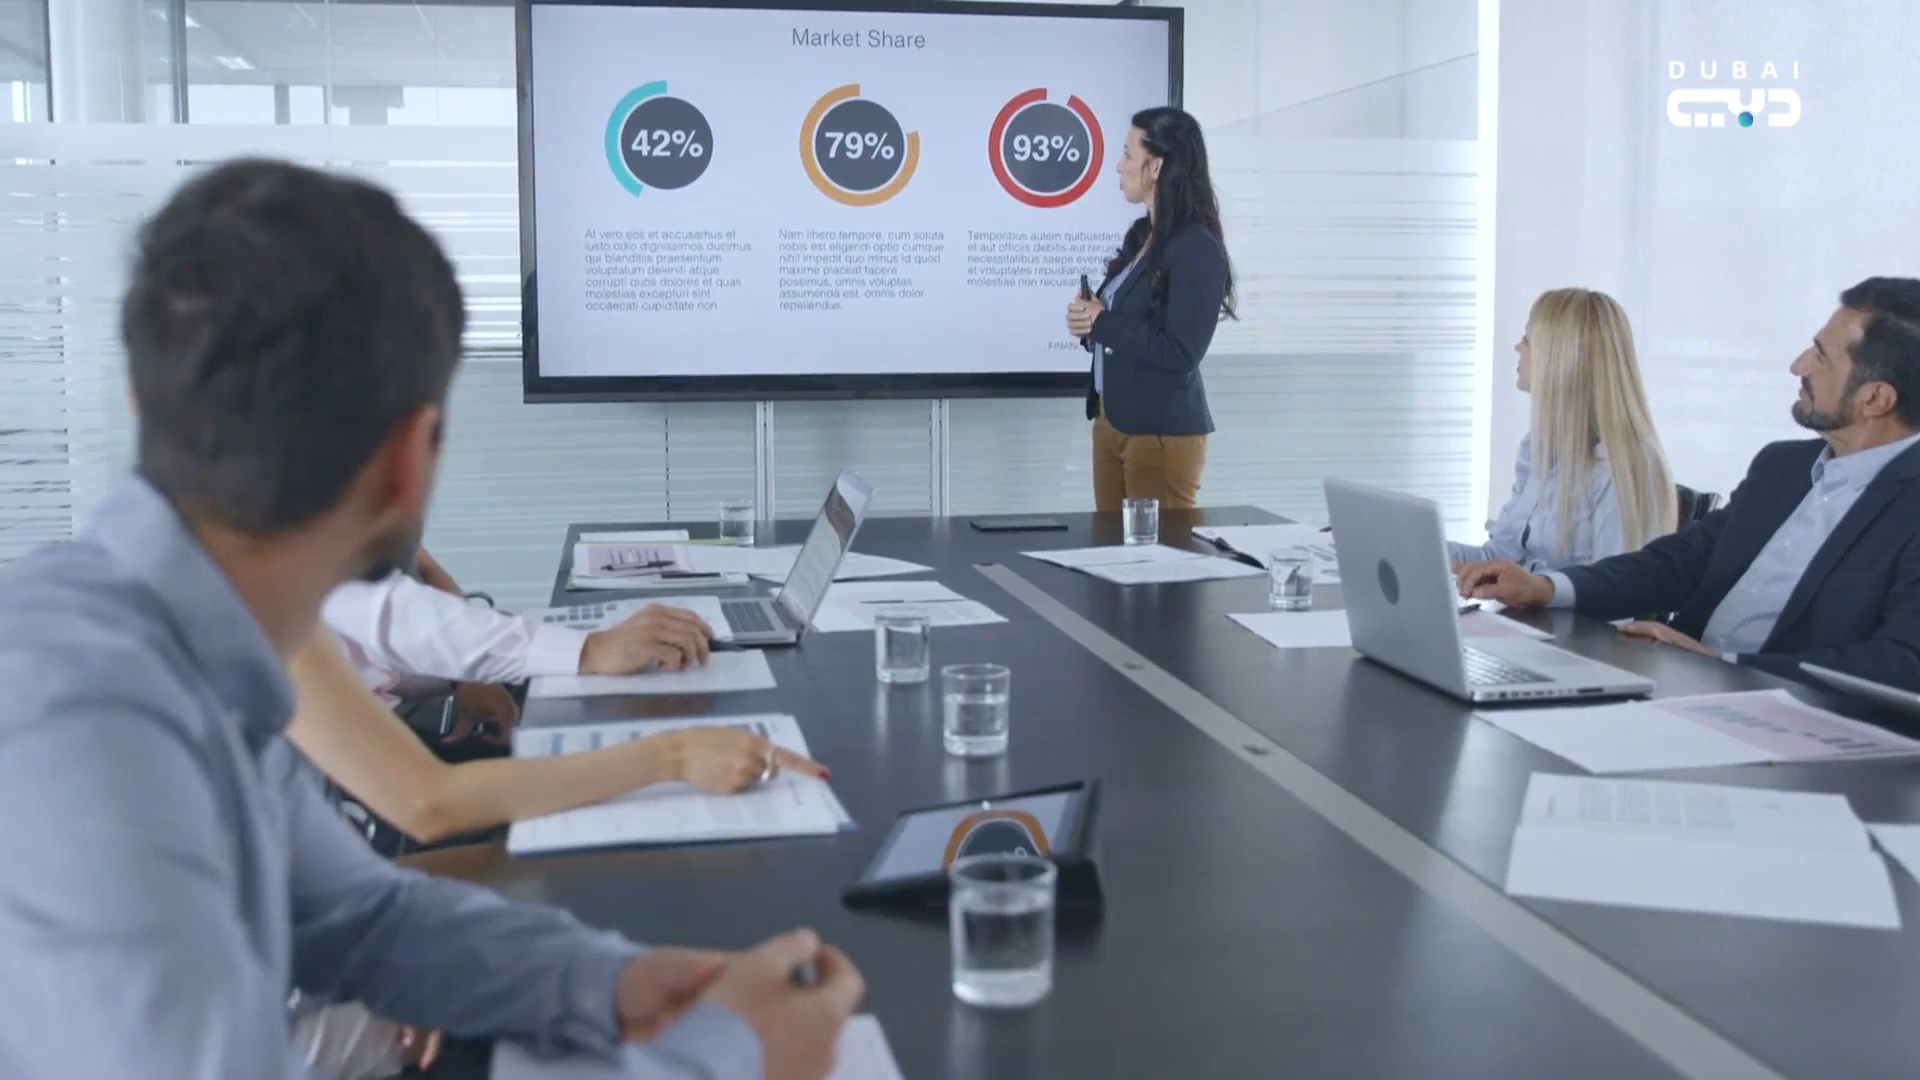 Market Share
42%
79%
93%
At vero eos et accusamus et
iusto odio dignissimos ducimus
qui blanditiis praesentium
voluptatum deleniti atque
corrupti quos dolores et quas
molestias excepturi sint
occaecati cupiditate non
Nam libero tempore, cum soluta
nobis est eligendi optio cumque
nihil impedit quo minus id quod
maxime placeat facere
possimus, omnis voluptas
assumenda est, omnis dolor
repellendus.
Temporibus autem quibusdam
et aut officiis debitis aut rerum
necessitatibus saepe
et voluptates repudiandae
molestiae non
DUBAI
دبي